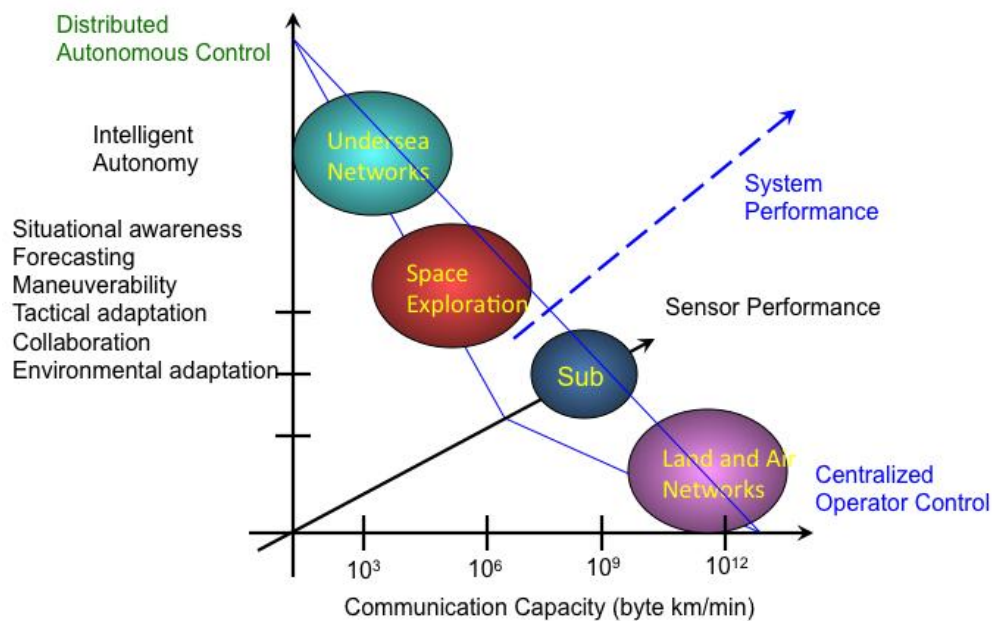 Distributed
Autonomous Control
Intelligent
Autonomy
Undersea
Networks
System
Performance
Situational awareness
Forecasting
Maneuverability
Tactical adaptation
Collaboration
Environmental adaptation
Space
Exploration
Sensor Performance
Sub
Land and Air
Networks
Centralized
Operator Control
10³
10⁶
10⁹
10¹²
Communication Capacity (byte km/min)